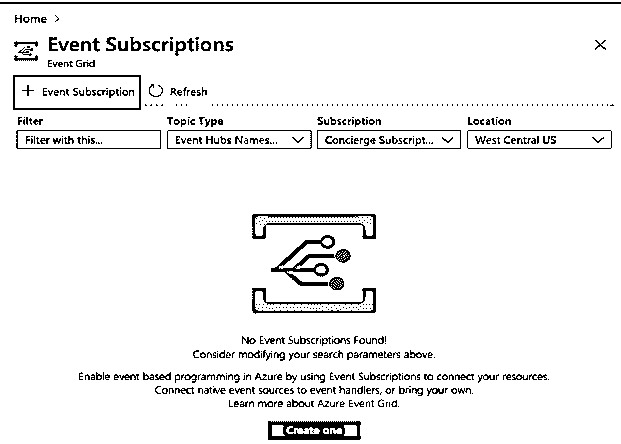 Home >
Event Subscriptions
Event Grid
+ Event Subscription Refresh
Filter Topic Type Subscription Location
Filter with this... Event Hubs Names... Concierge Subscript... West Central US
No Event Subscriptions Found!
Consider modifying your search parameters above.
Enable event based programming in Azure by using Event Subscriptions to connect your resources.
Connect native event sources to event handlers, or bring your own.
Learn more about Azure Event Grid.
Create one